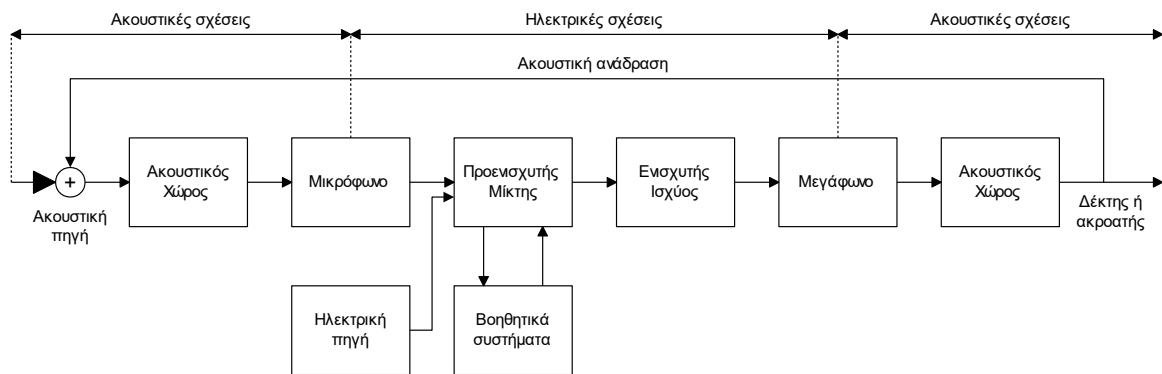 Ακουστικές σχέσεις
Ηλεκτρικές σχέσεις
Ακουστικές σχέσεις
Ακουστική ανάδραση
+
Ακουστική
πηγή
Ακουστικός
Χώρος
Μικρόφωνο
Προενισχυτής
Μίκτης
Ενισχυτής
Ισχύος
Μεγάφωνο
Ακουστικός
Χώρος
Δέκτης ή
ακροατής
Ηλεκτρική
πηγή
Βοηθητικά
συστήματα